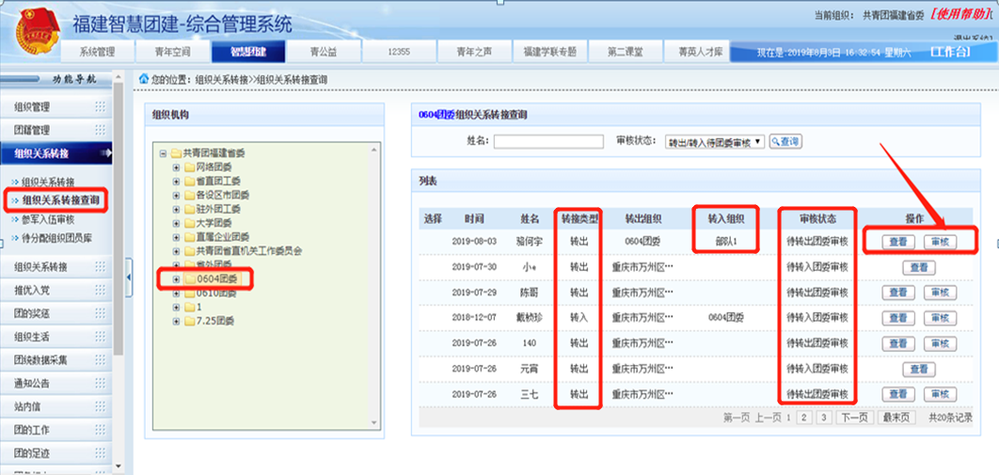 福建智慧团建-综合管理系统
当前组织： 共青团福建省委 【使用帮助】
系统管理 青年空间 智慧团建 青公益 12355 青年之声 福建学联专题 第二课堂 菁英人才库 现在是:2019年8月3日 16:32:54 星期六 【工作台】
功能导航
您的位置：组织关系转接>>组织关系转接查询
组织管理
团籍管理
组织关系转接
组织关系转接
组织关系转接查询
参军入伍审核
待分配组织团员库
组织关系转接
推优入党
团的奖惩
组织生活
团统数据采集
通知公告
站内信
团的工作
团的足迹
组织机构
共青团福建省委
网络团委
省直团工委
各设区市团委
驻外团工委
大学团委
直属企业团委
共青团省直机关工作委员会
省外团委
0604团委
0610团委
1
7.25团委
0604团委组织关系转接查询
姓名： 审核状态： 转出/转入待团委审核 查询
列表
选择 时间 姓名 转接类型 转出组织 转入组织 审核状态 操作
2019-08-03 骆何宇 转出 0604团委 部队1 待转出团委审核 查看 审核
2019-07-30 小e 转出 重庆市万州区… 待转入团委审核 查看
2019-07-29 陈哥 转出 重庆市万州区… 待转出团委审核 查看 审核
2018-12-07 戴桢珍 转入 重庆市万州区… 0604团委 待转入团委审核 查看 审核
2019-07-26 140 转出 重庆市万州区… 待转出团委审核 查看 审核
2019-07-26 元宵 转出 重庆市万州区… 待转入团委审核 查看
2019-07-26 三七 转出 重庆市万州区… 待转出团委审核 查看 审核
第一页 上一页 1 2 3 下一页 最末页 共20条记录